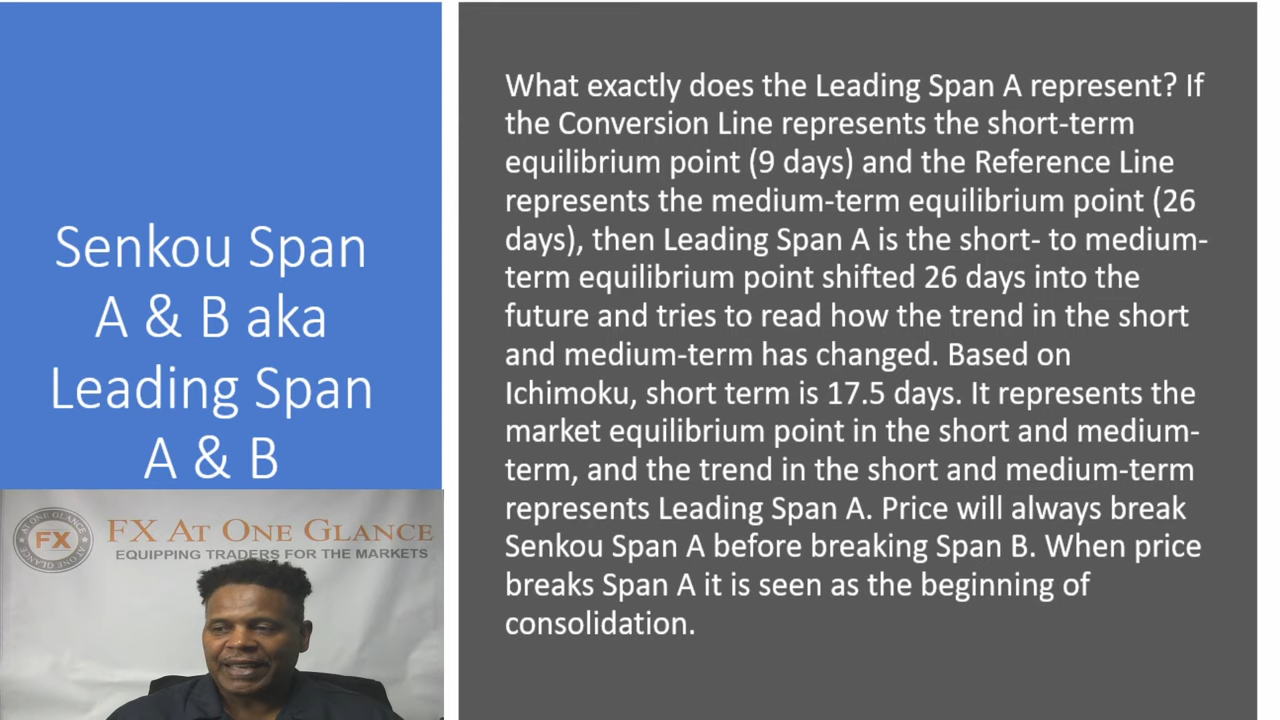 Senkou Span
A & B aka
Leading Span
A & B
What exactly does the Leading Span A represent? If
the Conversion Line represents the short-term
equilibrium point (9 days) and the Reference Line
represents the medium-term equilibrium point (26
days), then Leading Span A is the short- to medium-
term equilibrium point shifted 26 days into the
future and tries to read how the trend in the short
and medium-term has changed. Based on
Ichimoku, short term is 17.5 days. It represents the
market equilibrium point in the short and medium-
term, and the trend in the short and medium-term
represents Leading Span A. Price will always break
Senkou Span A before breaking Span B. When price
breaks Span A it is seen as the beginning of
consolidation.
AT ONE GLANCE
FX
AT ONE GLANCE
FX AT ONE GLANCE
EQUIPPING TRADERS FOR THE MARKETS